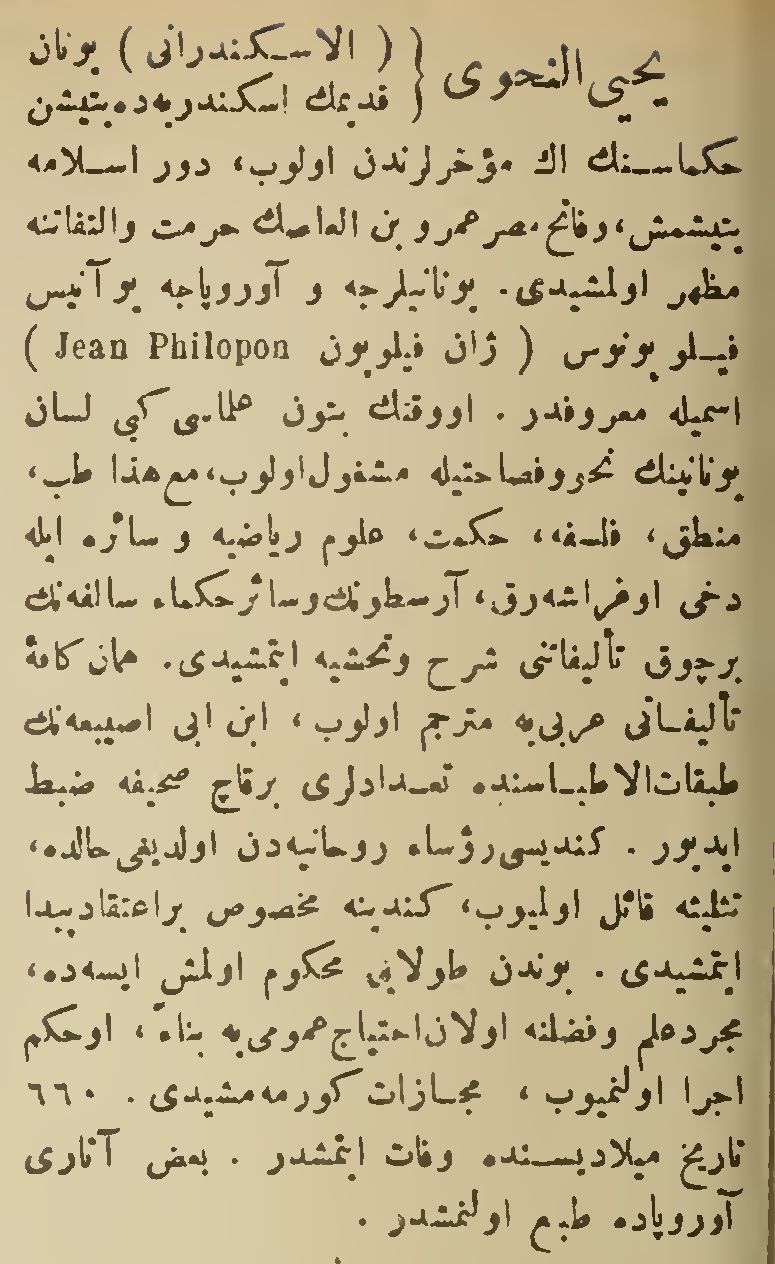 يحيي النحوى { ( الاسكندرانى ) يونان
قديمك اسكندريه‌ده يتيشن
حكماسنك اك مؤخرلرندن اولوب، دور اسلامه
يتيشمش، وفاتح مصر عمرو بن العاصك حرمت والتفاتنه
مظهر اولمشيدى. يونانيلرجه و آوروپاجه يوآنيس
فيلوپونوس ( ژان فيلوپون Jean Philopon )
اسميله معروفدر . اووقتك بتون علماسى كبى لسان
يونانينك نحو وفصاحتيله مشغول اولوب، مع هذا طب،
منطق، فلسفه، حكمت، علوم رياضيه و سائره ايله
دخى اوغراشه‌رق، آرسطونك وسائر حكماء سالفه‌نك
برچوق تأليفاتنى شرح وتحشيه ايتمشيدى. همان كافۀ
تأليفاتى عربى‌يه مترجم اولوب ، ابن ابى اصيبعه‌نك
طبقات الاطباسنده تعدادلرى برقاچ صحيفه ضبط
ايديور . كنديسى رؤساء روحانيه‌دن اولديغى حالده،
تثليثه قائل اولميوب، كندينه مخصوص براعتقاد پيدا
ايتمشيدى . بوندن طولايى محكوم اولمش ايسه‌ده،
مجرد علم وفضلنه اولان احتياج عمومى‌يه بناءً ، اوحكم
اجرا اولنميوب ، مجازات كورمه‌مشيدى . ٦٦٠
تاريخ ميلاديسنده وفات ايتمشدر . بعض آثارى
آوروپاده طبع اولنمشدر .